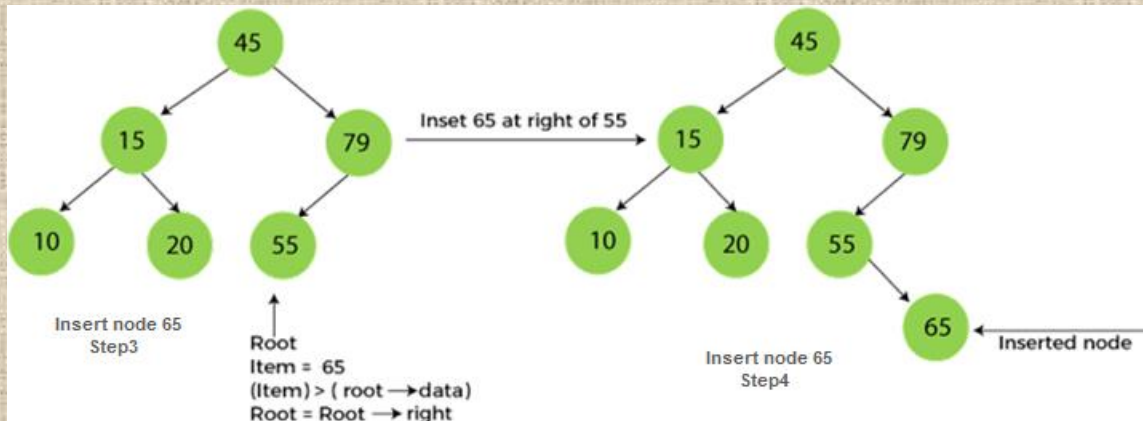 45
15
79
10
20
55
Insert node 65
Step3
Root
Item = 65
(Item) > ( root →data)
Root = Root → right
Inset 65 at right of 55
45
15
79
10
20
55
65
Inserted node
Insert node 65
Step4